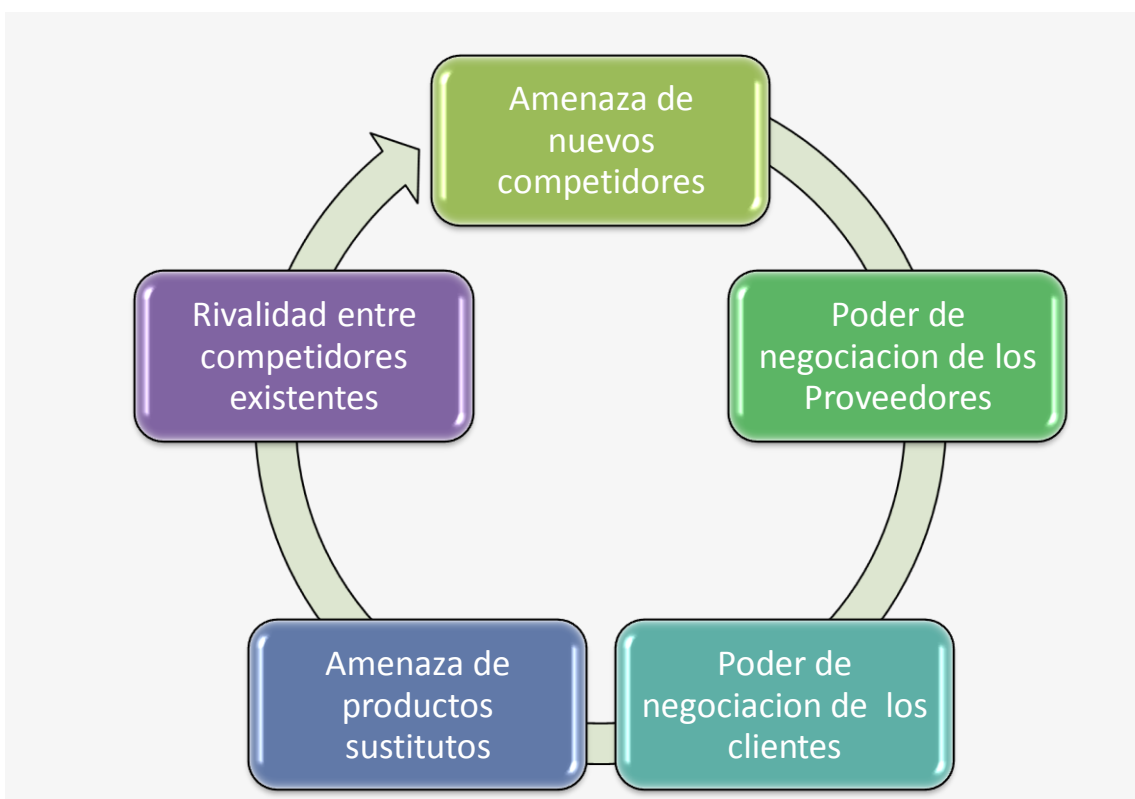 Amenaza de
nuevos
competidores
Poder de
negociacion de los
Proveedores
Poder de
negociacion de  los
clientes
Amenaza de
productos
sustitutos
Rivalidad entre
competidores
existentes